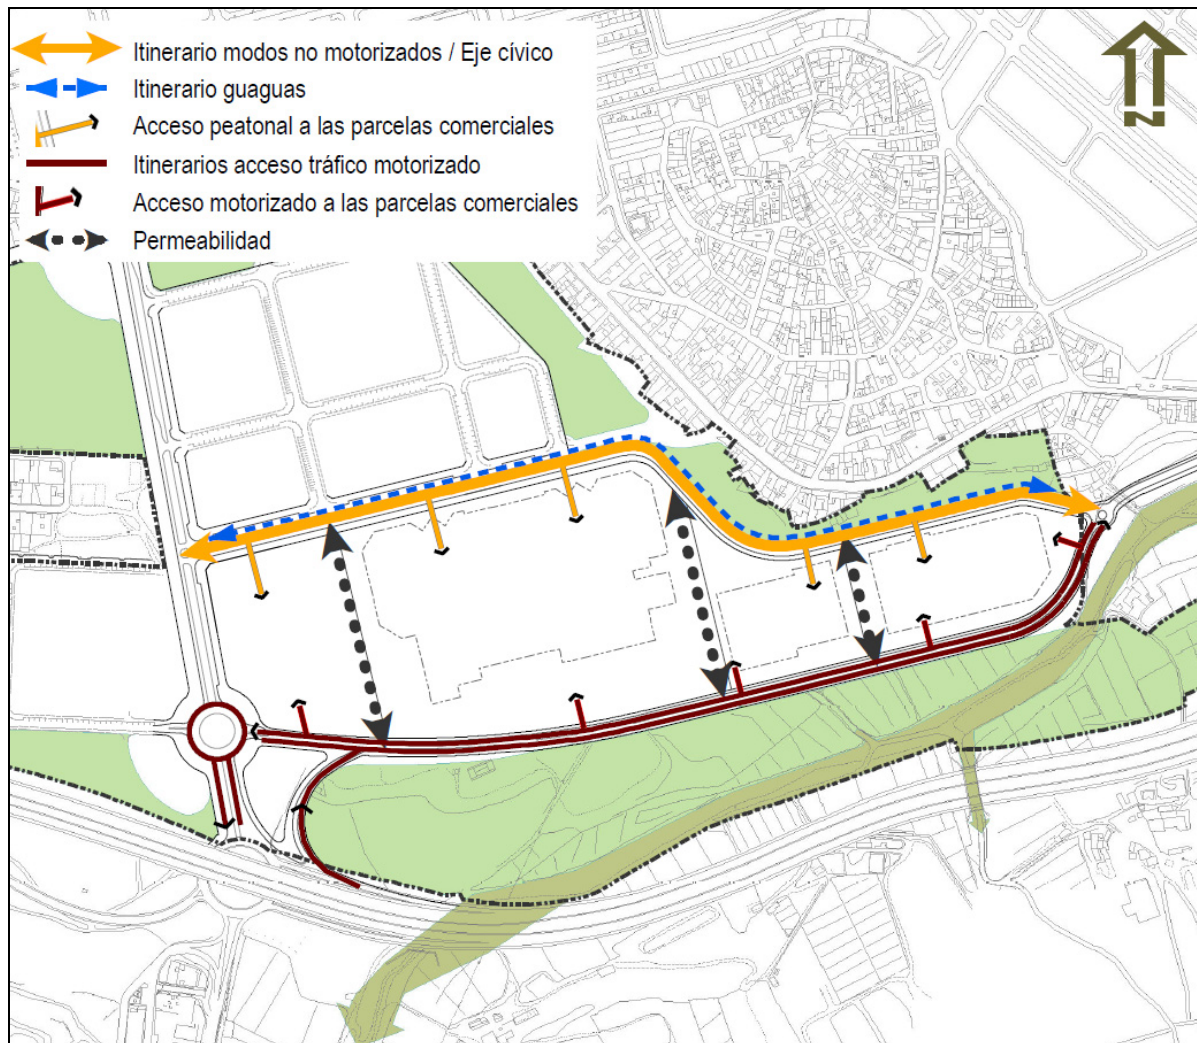 Itinerario modos no motorizados / Eje cívico
Itinerario guaguas
Acceso peatonal a las parcelas comerciales
Itinerarios acceso tráfico motorizado
Acceso motorizado a las parcelas comerciales
Permeabilidad
N